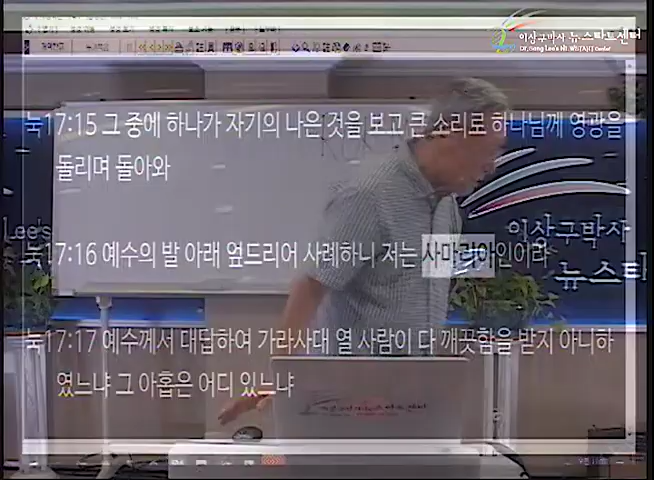 이상구박사 뉴스타트센터
눅17:15 그 중에 하나가 자기의 나은 것을 보고 큰 소리로 하나님께 영광을
돌리며 돌아와
눅17:16 예수의 발 아래 엎드리어 사례하니 저는 사마리아인이라
눅17:17 예수께서 대답하여 가라사대 열 사람이 다 깨끗함을 받지 아니하
였느냐 그 아홉은 어디 있느냐
Lee's
이상구박사
뉴스타